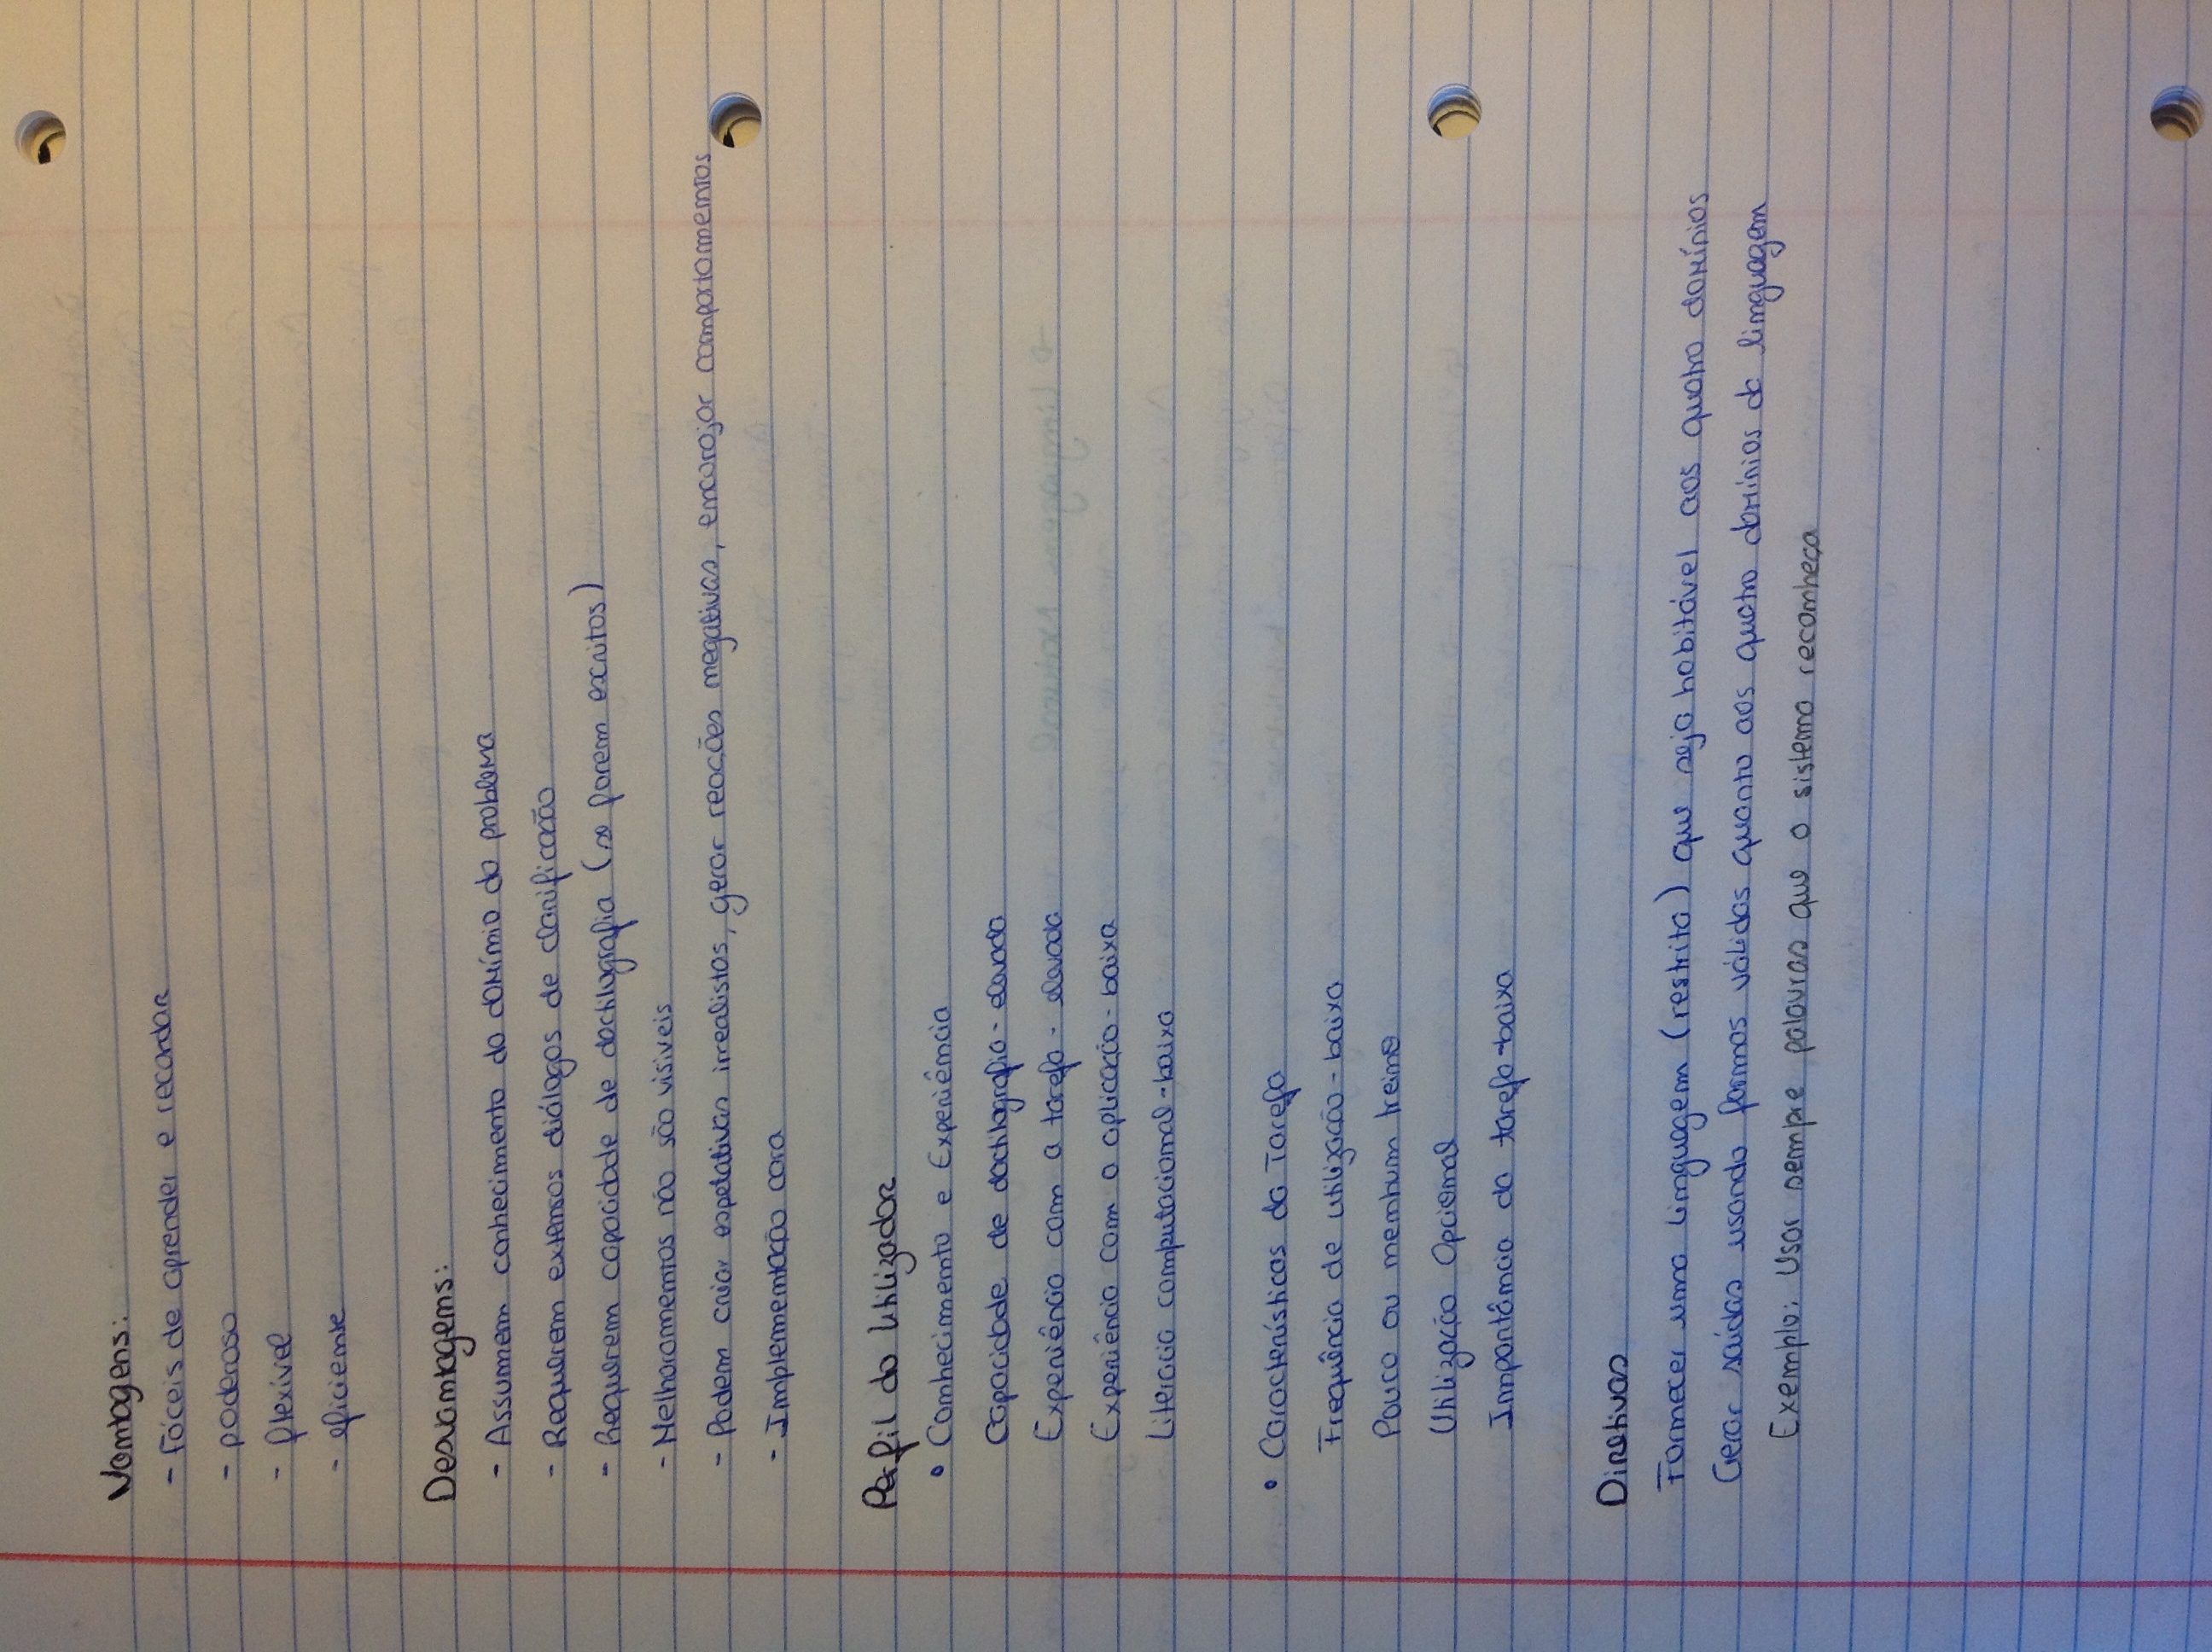 Vantagens:
- Fáceis de aprender e recordar
- poderoso
- flexível
- eficiente
Desvantagens:
- Assumem conhecimento do domínio do problema
- Requerem extensos diálogos de clarificação
- Requerem capacidade de dactilografia (se forem escritos)
- Melhoramentos não são visíveis
- Podem criar espetativas irrealistas, gerar reações negativas, encorajar comportamentos
- Implementação cara
Perfil do Utilizador
• Conhecimento e Experiência
Capacidade de dactilografia - elevada
Experiência com a tarefa - elevada
Experiência com a aplicação - baixa
Literacia computacional - baixa
• Características da Tarefa
Frequência de utilização - baixa
Pouco ou nenhum treino
Utilização Opcional
Importância da tarefa - baixa
Diretivas
Fornecer uma linguagem (restrita) que seja habitável aos quatro domínios
Gerar saídas usando formas válidas quanto aos quatro domínios de linguagem
Exemplo: Usar sempre palavras que o sistema reconheça